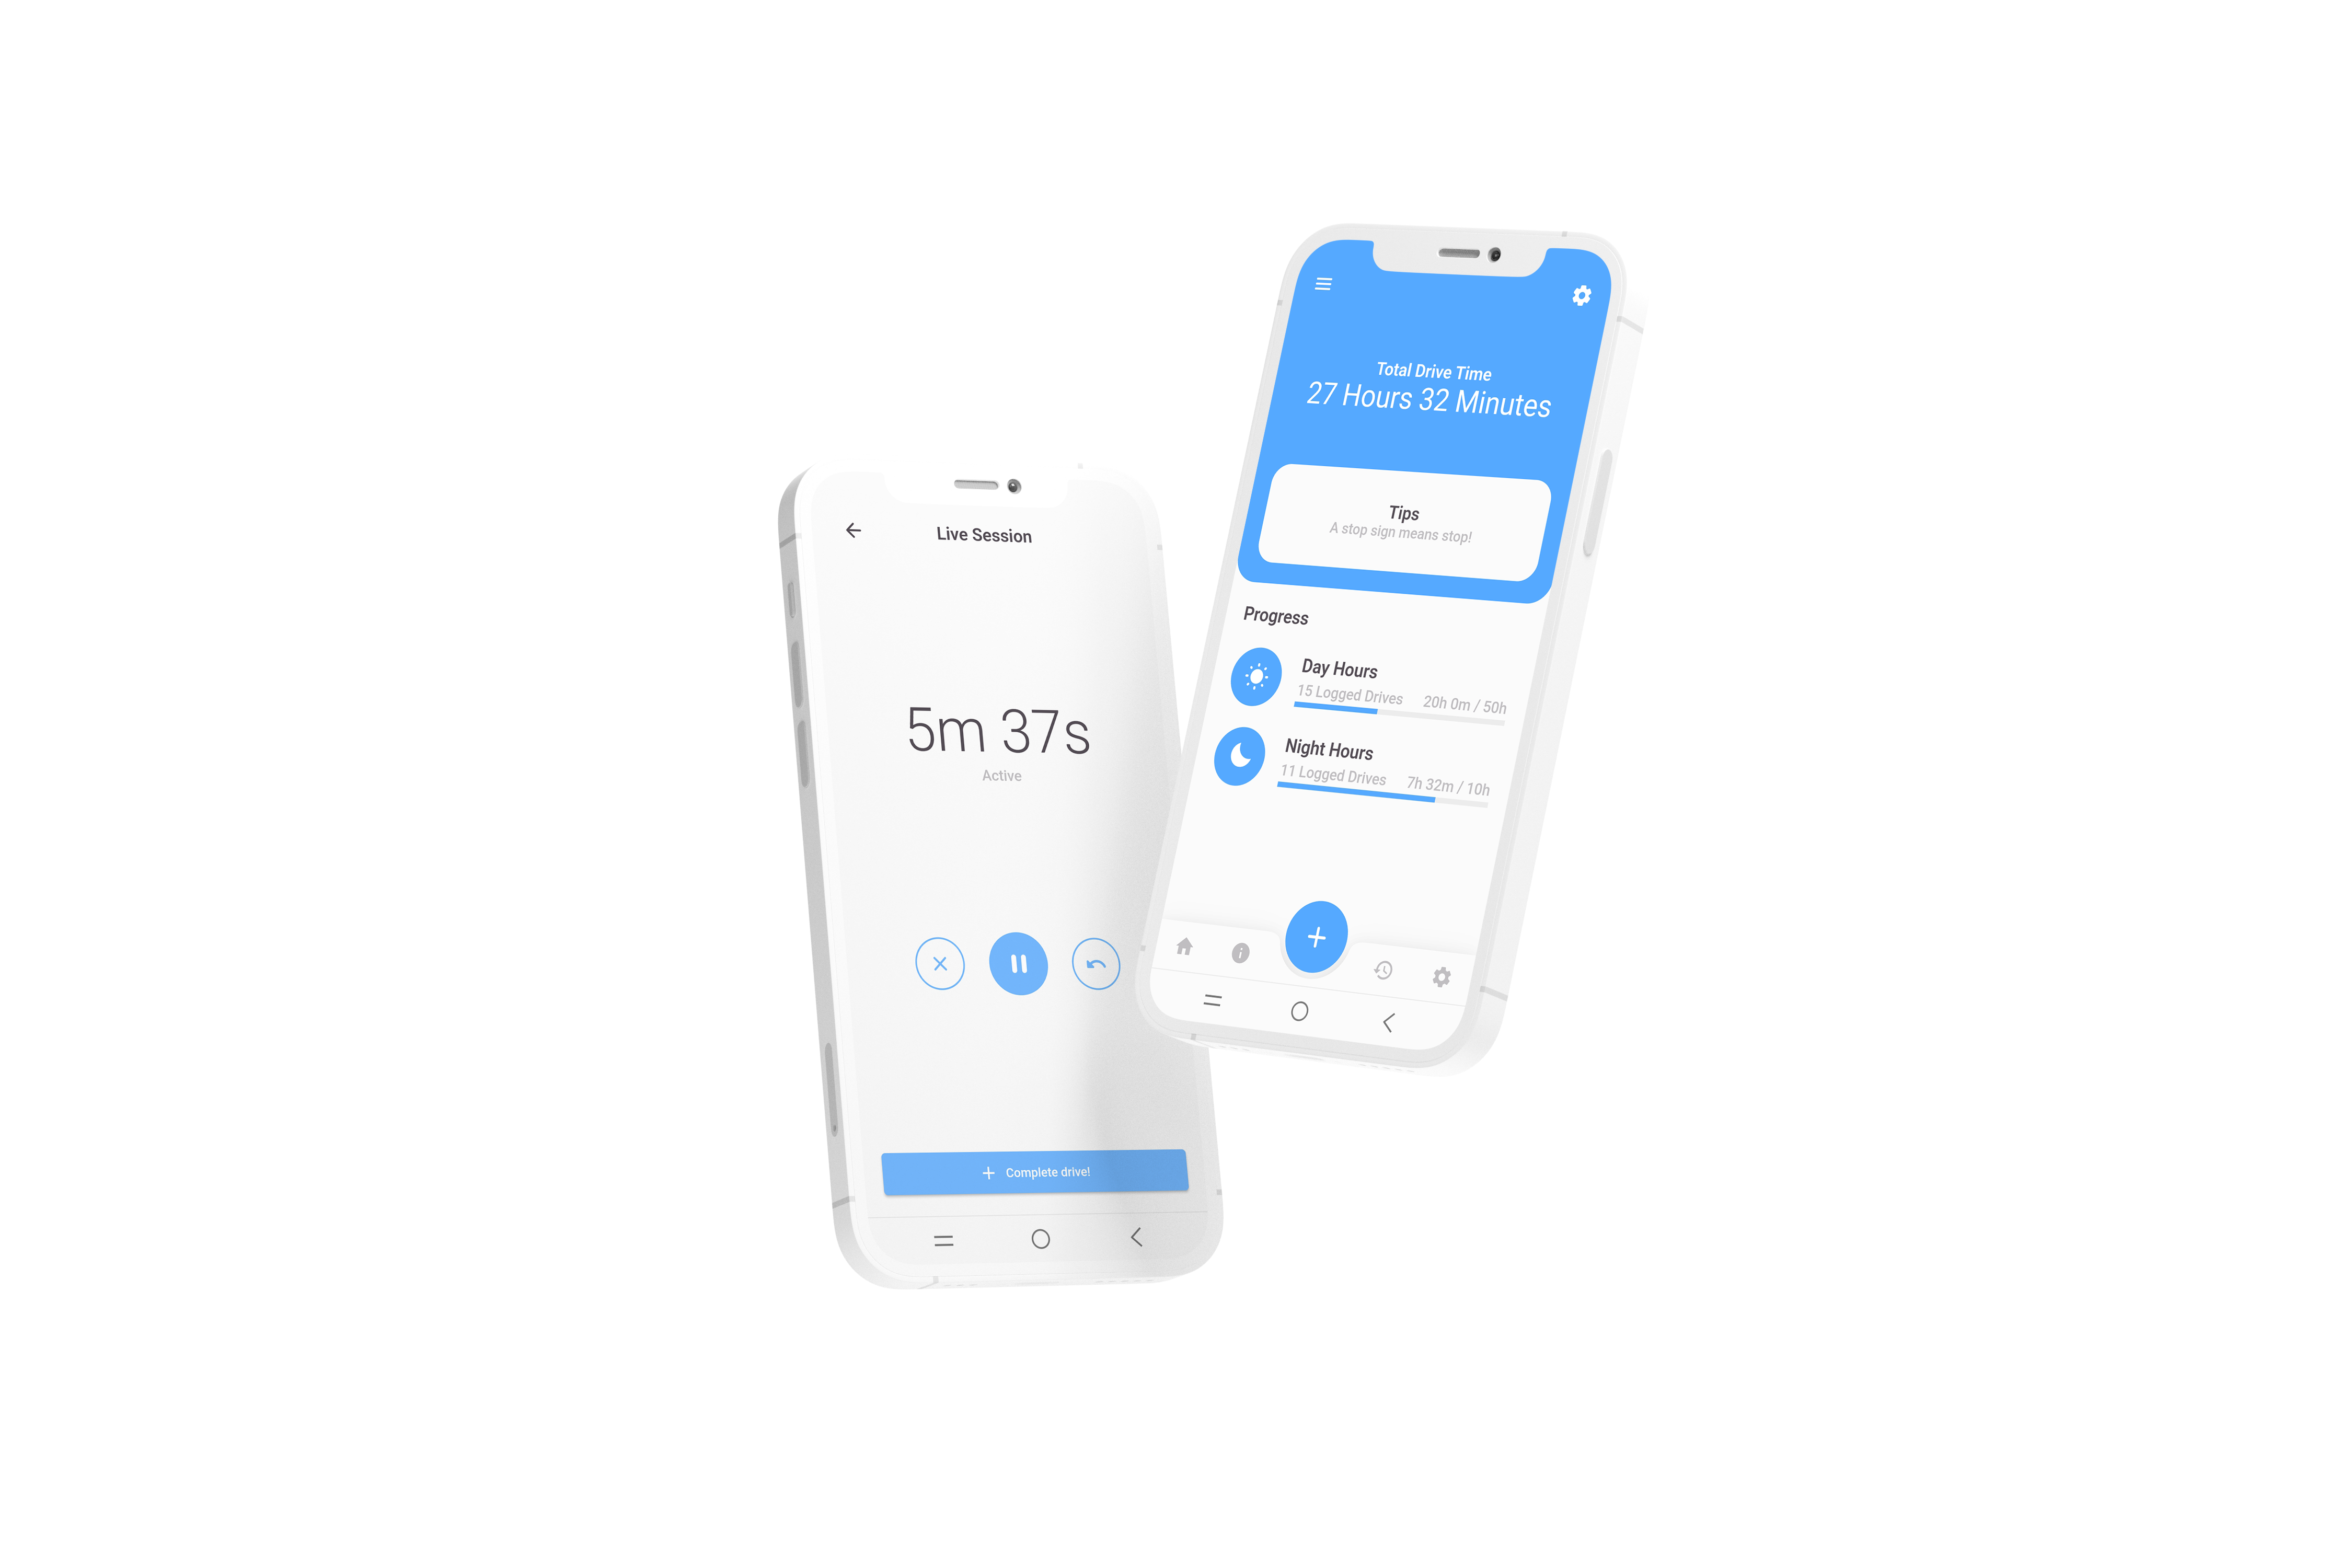 Live Session
5m 37s
Active
Complete drive!
Total Drive Time
27 Hours 32 Minutes
Tips
A stop sign means stop!
Progress
Day Hours
15 Logged Drives 20h 0m / 50h
Night Hours
11 Logged Drives 7h 32m / 10h